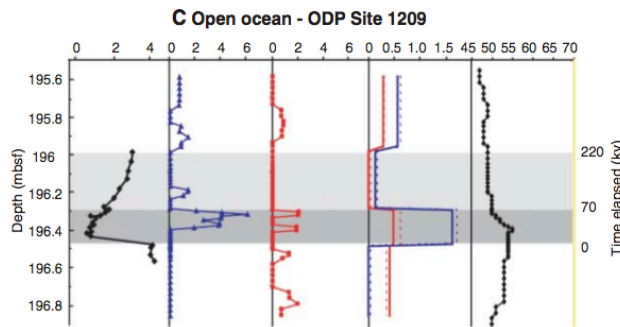 C Open ocean - ODP Site 1209
0 2 4 0 2 4 6 8 0 2 4 6 8 0 0.5 1.0 1.5 45 50 55 60 65 70
195.6
195.8
196
196.2
196.4
196.6
196.8
Depth (mbsf)
220
70
0
Time elapsed (ky)